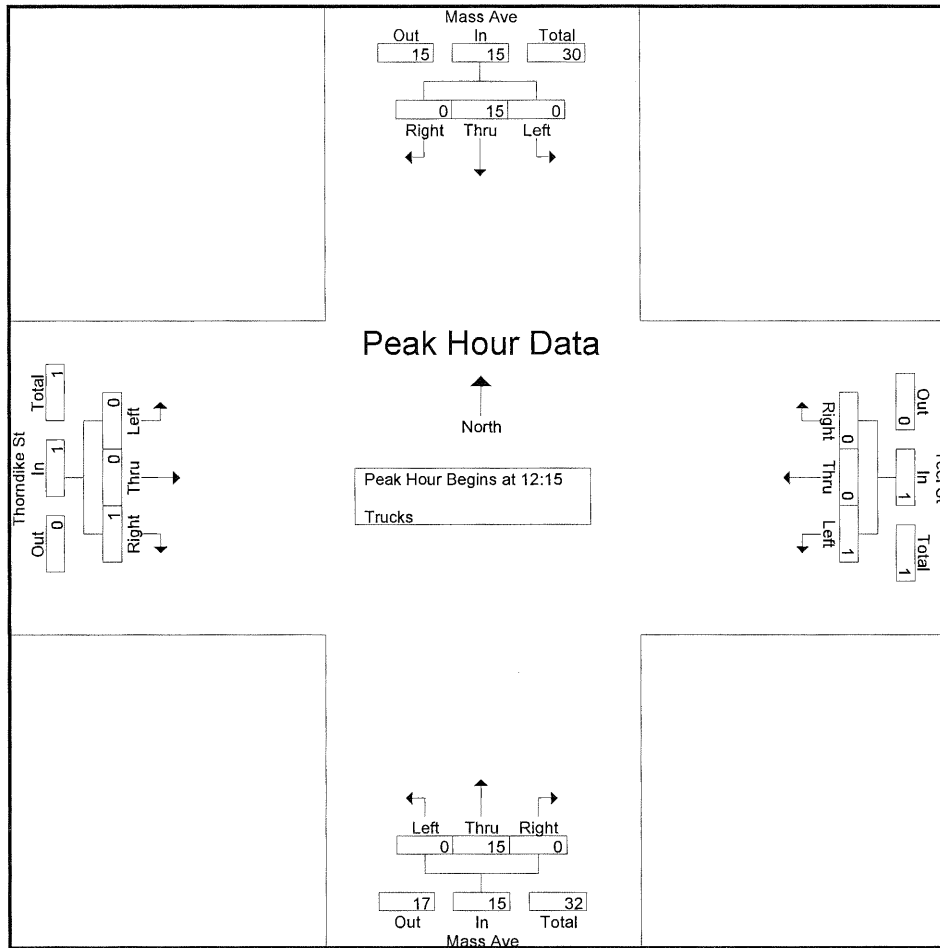 Mass Ave
Out In Total
15 15 30
0 15 0
Right Thru Left
Peak Hour Data
North
Peak Hour Begins at 12:15
Trucks
Thorndike St
Total In Out
1 1 0
0 0 1
Left Thru Right
Right Thru Left
0 0 1
Out In Total
0 1 1
Left Thru Right
0 15 0
17 15 32
Out In Total
Mass Ave